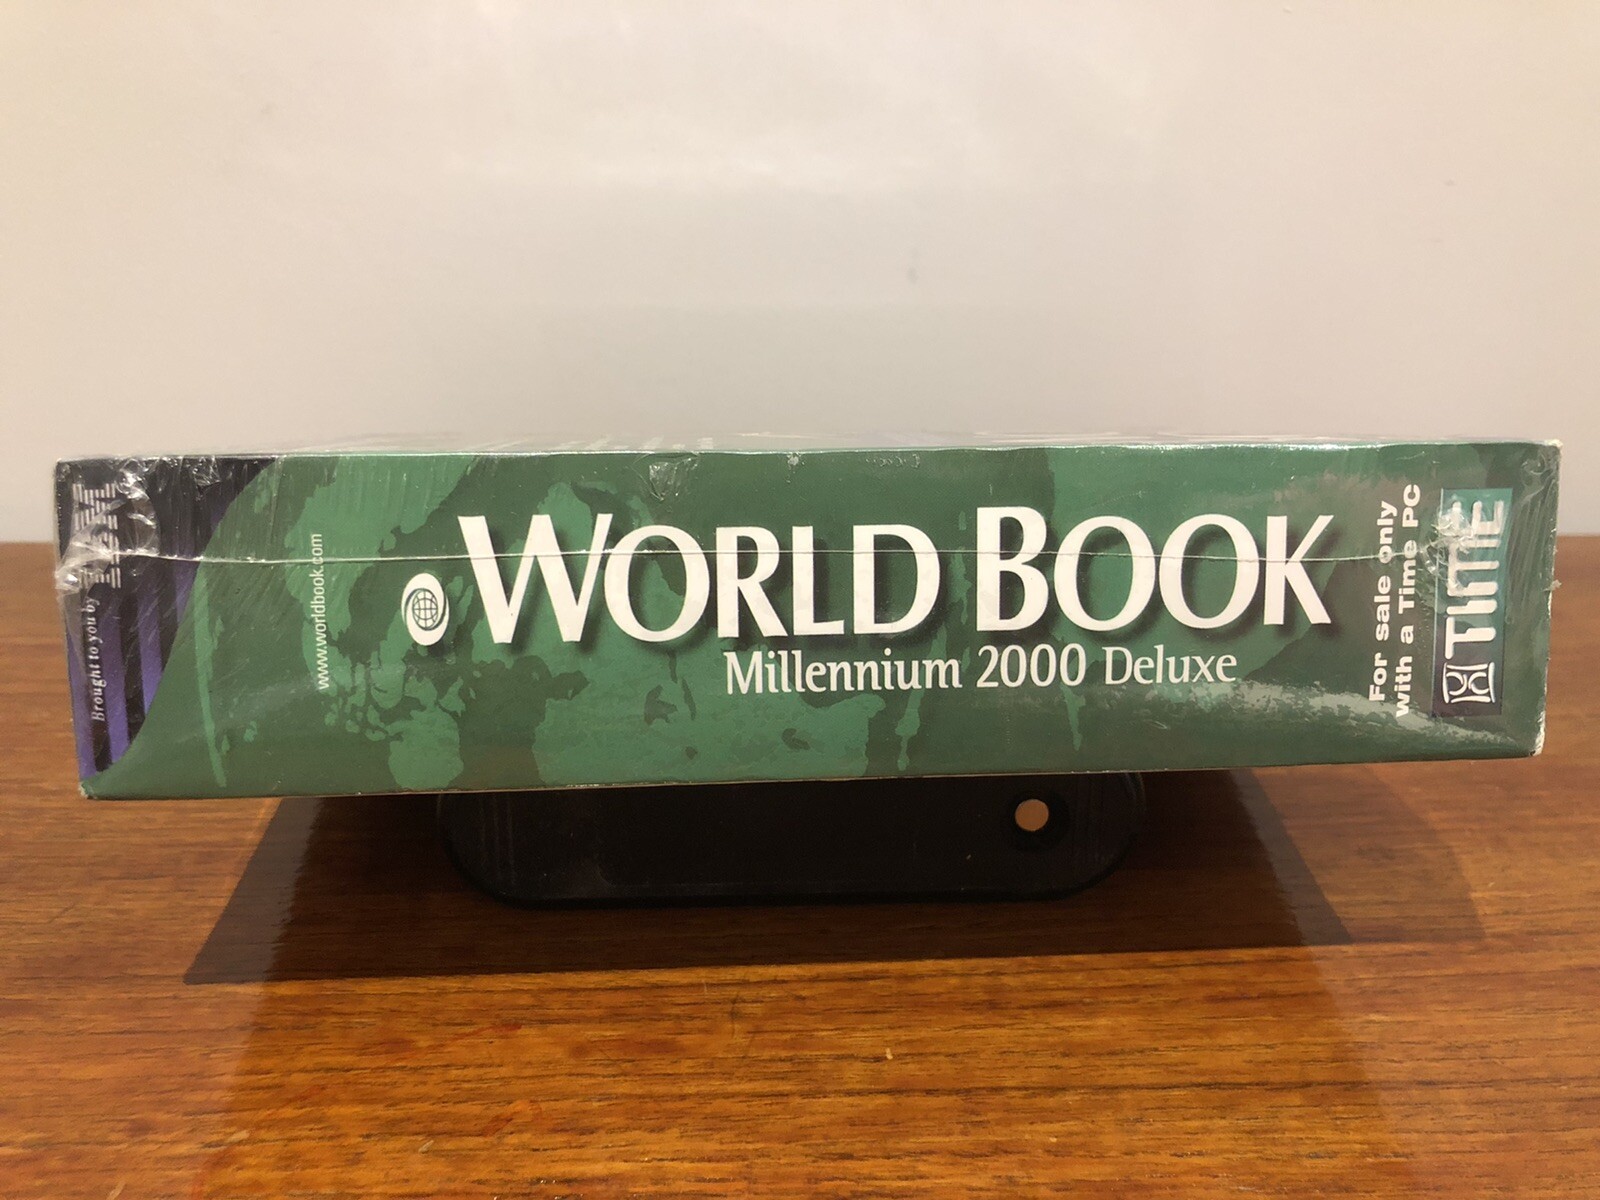 Brought to you by
IBM
www.worldbook.com
WORLD BOOK
Millennium 2000 Deluxe
For sale only
with a Time PC
TIME